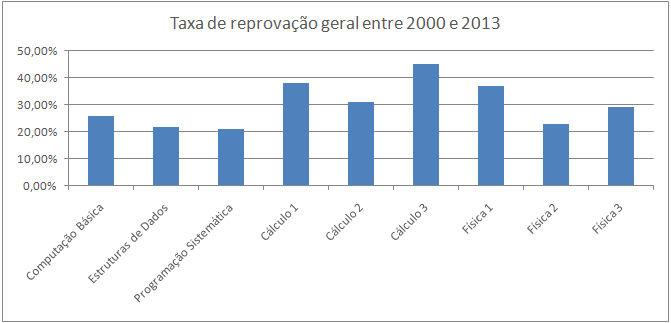 Taxa de reprovação geral entre 2000 e 2013
50,00%
40,00%
30,00%
20,00%
10,00%
0,00%
Computação Básica
Estruturas de Dados
Programação Sistemática
Cálculo 1
Cálculo 2
Cálculo 3
Física 1
Física 2
Física 3